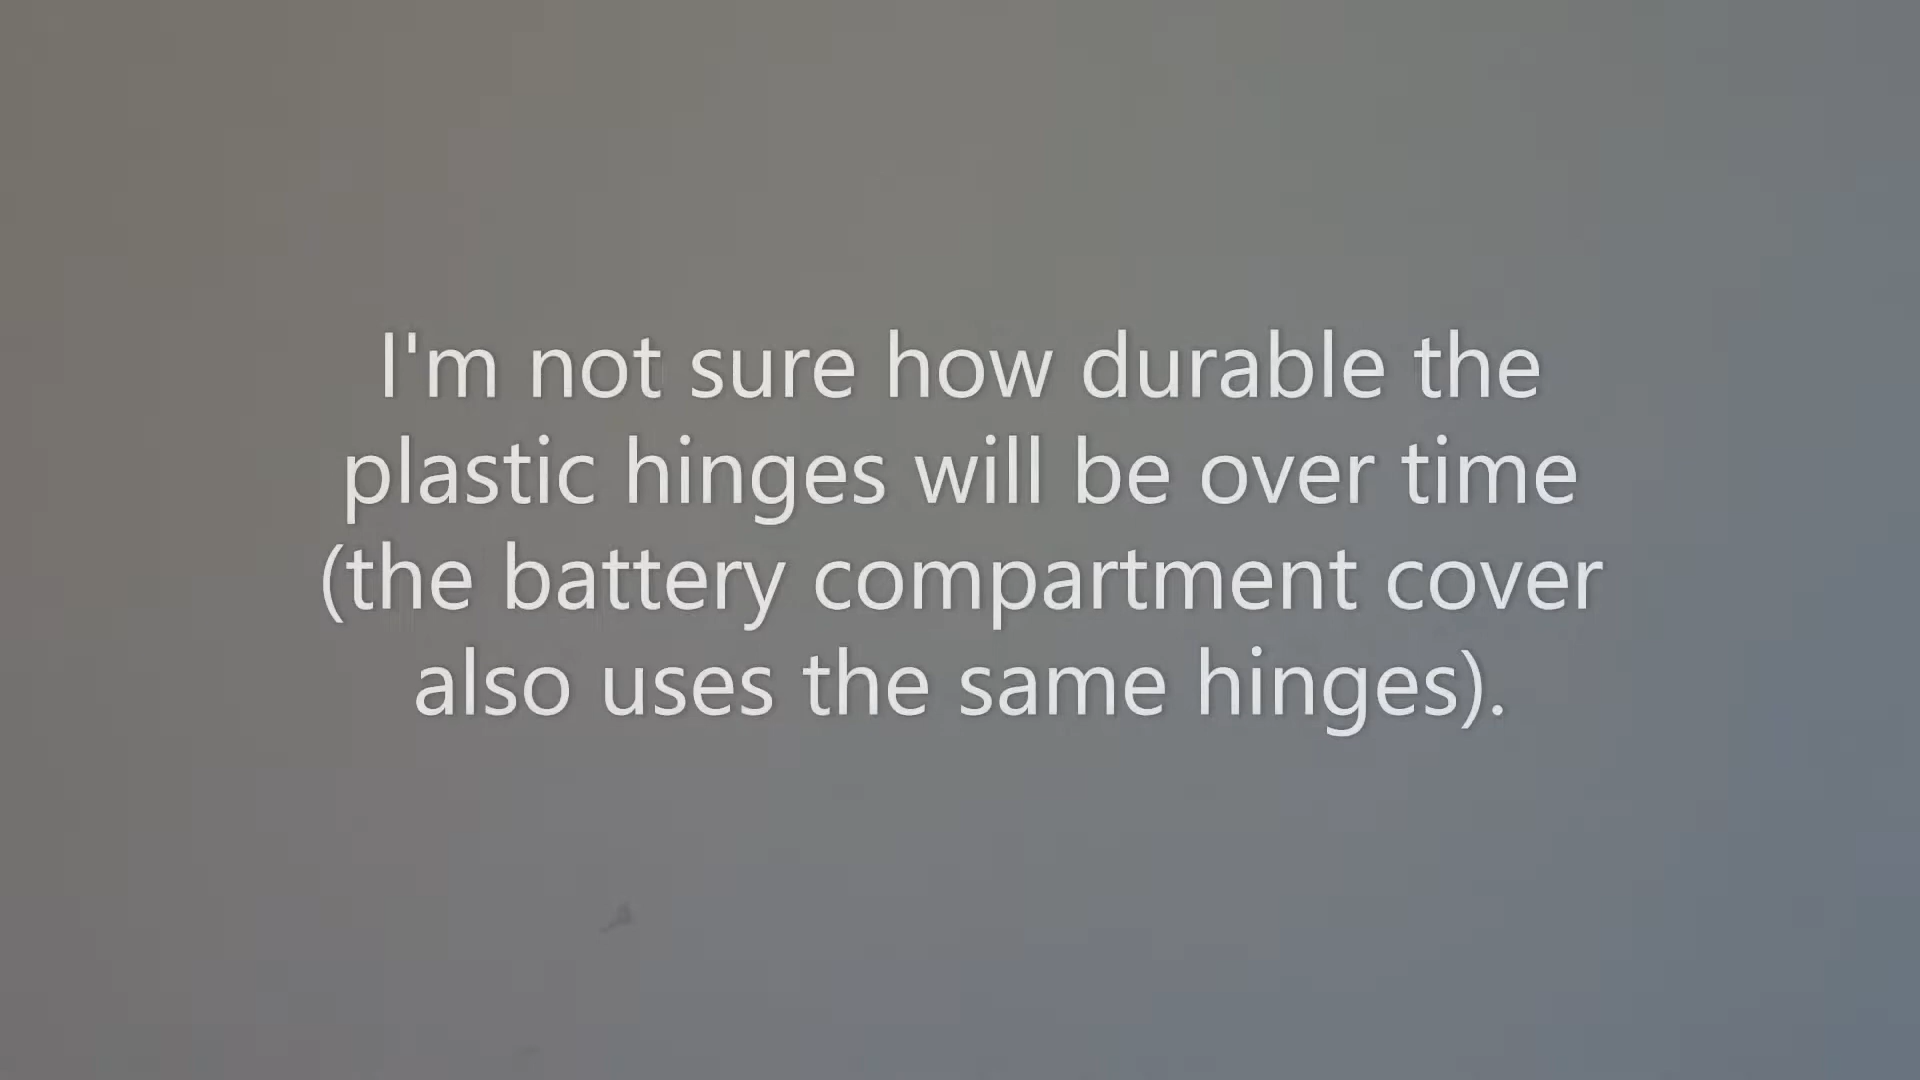 I'm not sure how durable the
plastic hinges will be over time
(the battery compartment cover
also uses the same hinges).